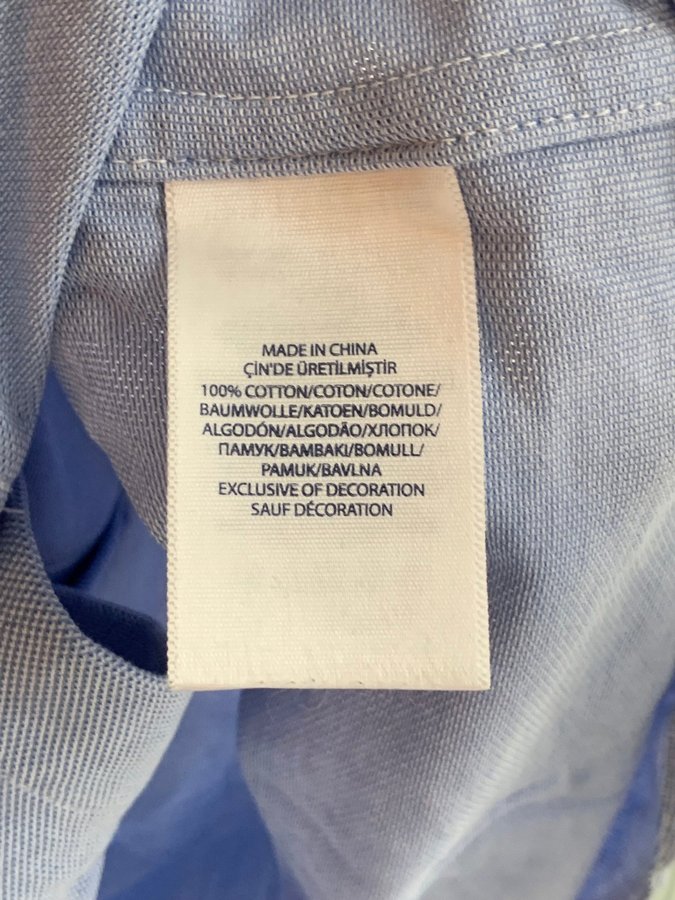 MADE IN CHINA
ÇİN'DE ÜRETİLMİŞTİR
100% COTTON/COTON/COTONE/
BAUMWOLLE/KATOEN/BOMULD/
ALGODÓN/ALGODÃO/ХЛОПОК/
ПАМУК/BAMBAKI/BOMULL/
PAMUK/BAVLNA
EXCLUSIVE OF DECORATION
SAUF DÉCORATION